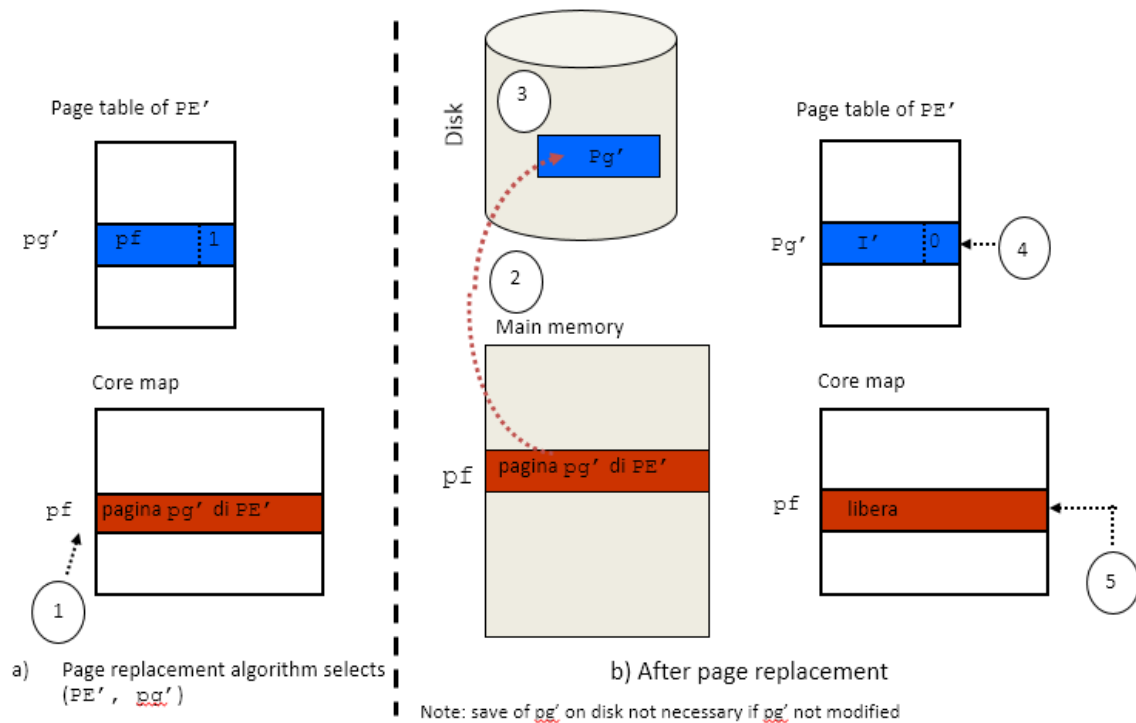 Page table of PE’
pg’
pf
1
Core map
pf
pagina pg’ di PE’
1
a) Page replacement algorithm selects
(PE’, pg’)
Disk
3
Pg’
2
Main memory
pf
pagina pg’ di PE’
Page table of PE’
Pg’
I’
0
4
Core map
pf
libera
5
b) After page replacement
Note: save of pg’ on disk not necessary if pg’ not modified